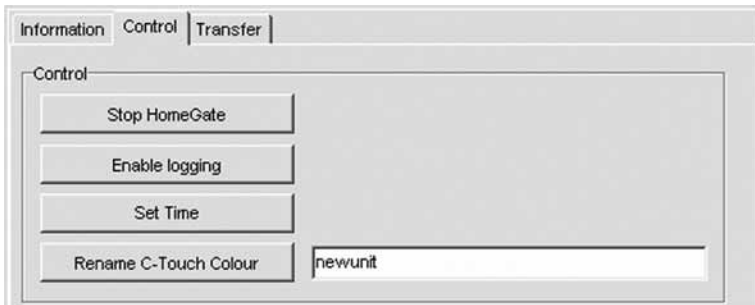 Information Control Transfer
Control
Stop HomeGate
Enable logging
Set Time
Rename C-Touch Colour newunit